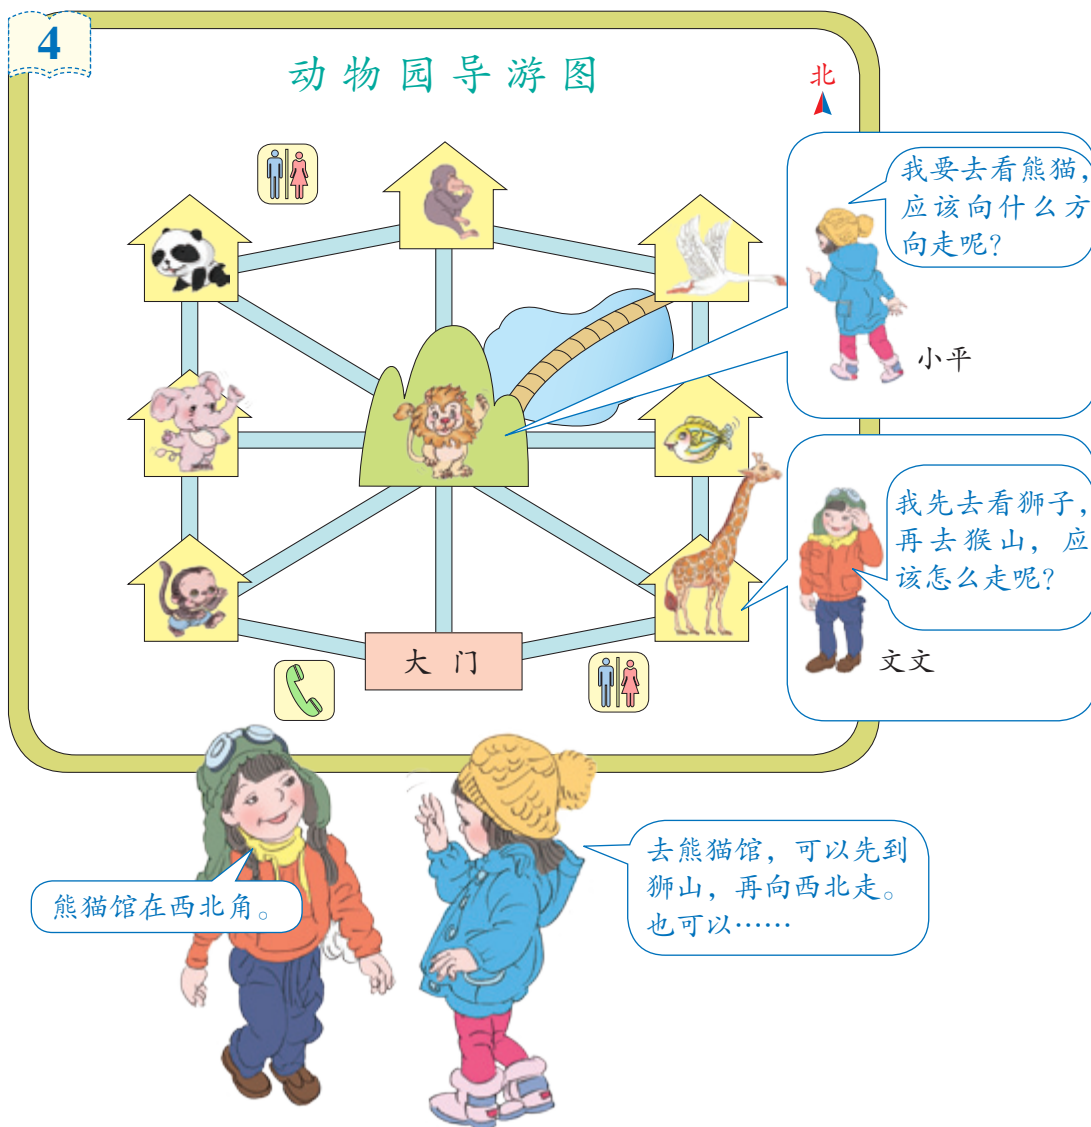 4
动物园导游图
北
我要去看熊猫，
应该向什么方
向走呢？
小平
我先去看狮子，
再去猴山，应
该怎么走呢？
文文
大门
熊猫馆在西北角。
去熊猫馆，可以先到
狮山，再向西北走。
也可以……